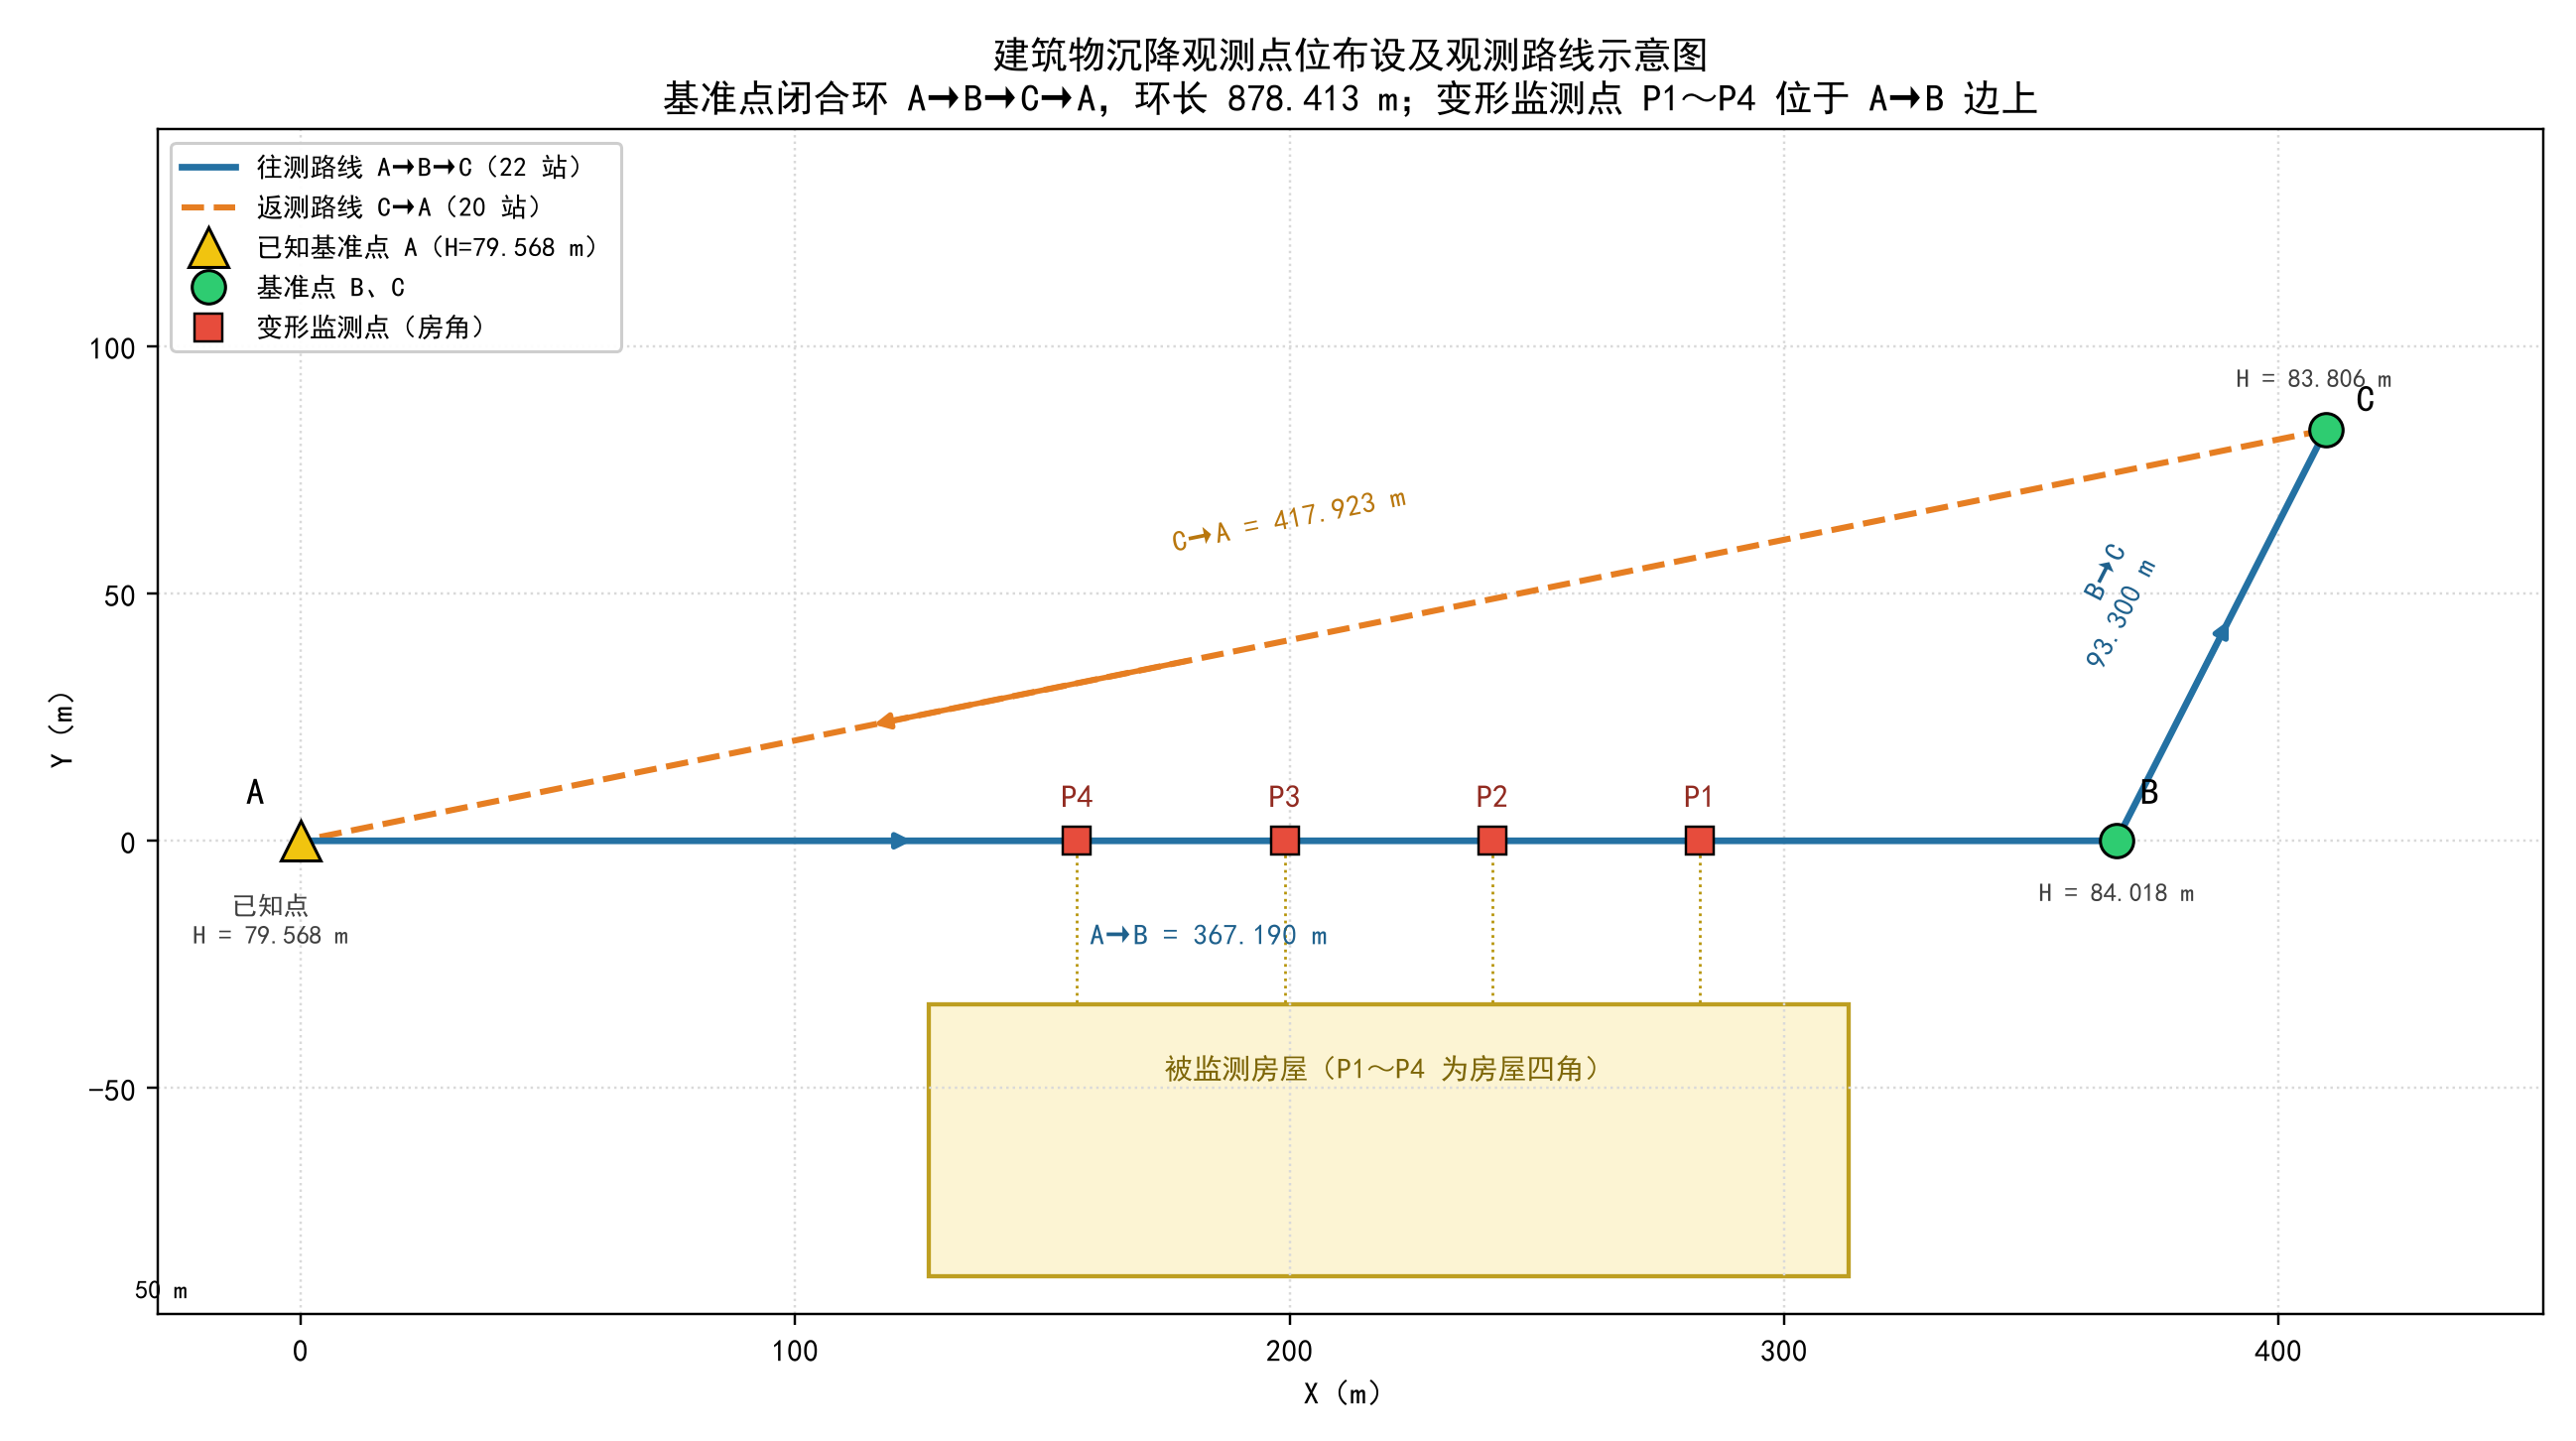 建筑物沉降观测点位布设及观测路线示意图
基准点闭合环 A→B→C→A，环长 878.413 m；变形监测点 P1～P4 位于 A→B 边上
往测路线 A→B→C（22 站）
返测路线 C→A（20 站）
已知基准点 A（H=79.568 m）
基准点 B、C
变形监测点（房角）
H = 83.806 m
C
C→A = 417.923 m
B→C
93.300 m
A
P4
P3
P2
P1
B
已知点
H = 79.568 m
A→B = 367.190 m
H = 84.018 m
被监测房屋（P1～P4 为房屋四角）
50 m
100
50
0
−50
Y (m)
0
100
200
300
400
X (m)